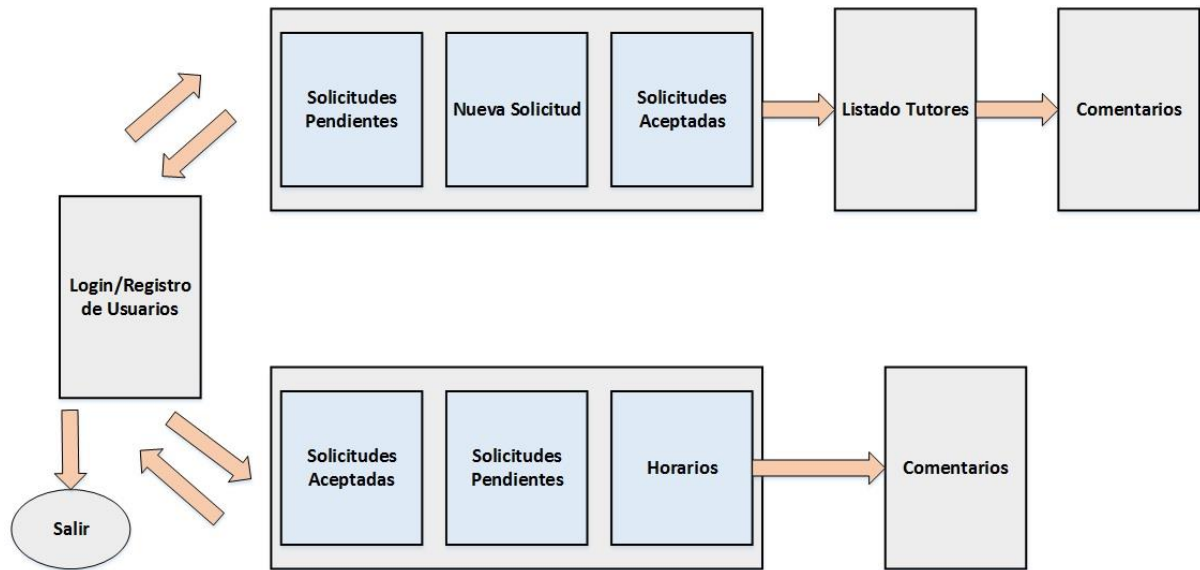 Solicitudes
Pendientes
Nueva Solicitud
Solicitudes
Aceptadas
Listado Tutores
Comentarios
Login/Registro
de Usuarios
Solicitudes
Aceptadas
Solicitudes
Pendientes
Horarios
Comentarios
Salir